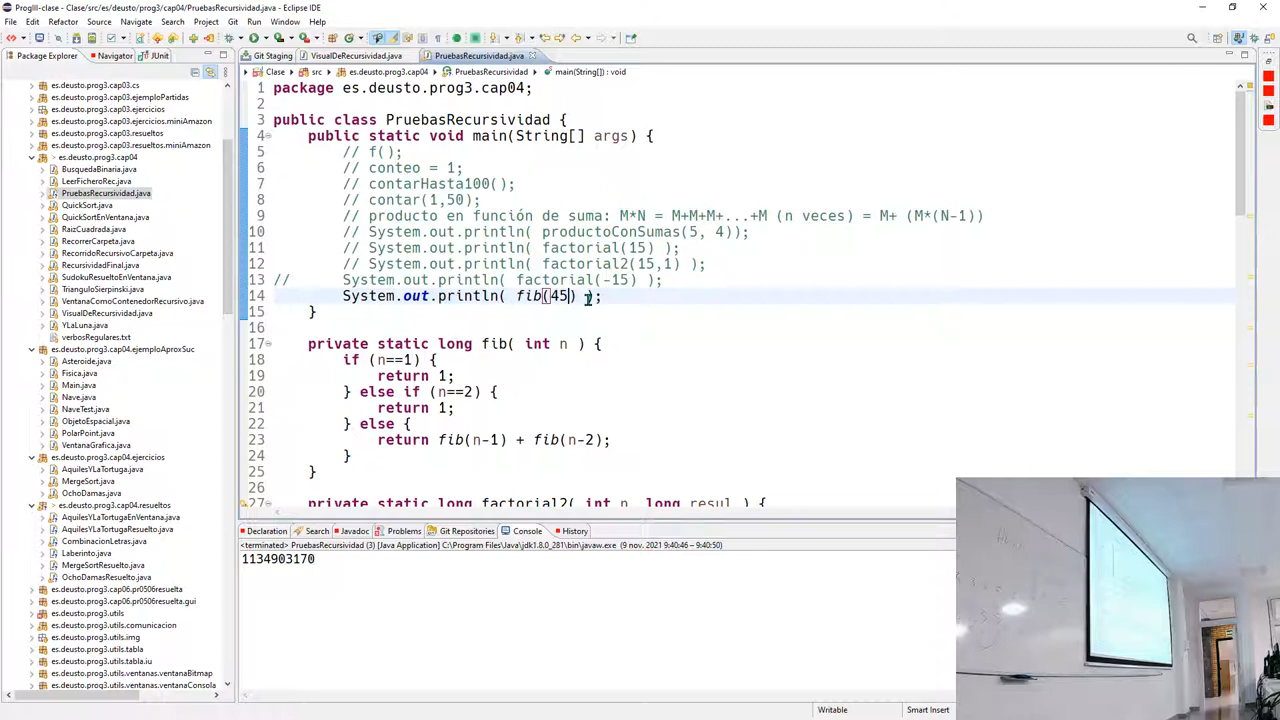 ProgIII-clase - Clase/src/es/deusto/prog3/cap04/PruebasRecursividad.java - Eclipse IDE
File Edit Refactor Source Navigate Search Project Git Run Window Help
Package Explorer Navigator JUnit
Git Staging VisualDeRecursividad.java PruebasRecursividad.java
Clase src es.deusto.prog3.cap04 PruebasRecursividad main(String[]) : void
es.deusto.prog3.cap03.cs
es.deusto.prog3.cap03.ejemploPartidas
es.deusto.prog3.cap03.ejercicios
es.deusto.prog3.cap03.ejercicios.miniAmazon
es.deusto.prog3.cap03.resueltos
es.deusto.prog3.cap03.resueltos.miniAmazon
es.deusto.prog3.cap04
BusquedaBinaria.java
LeerFicheroRec.java
PruebasRecursividad.java
QuickSort.java
QuickSortEnVentana.java
RaizCuadrada.java
RecorrerCarpeta.java
RecorridoRecursivoCarpeta.java
RecursividadFinal.java
SudokuResueltoEnVentana.java
TorresDeHanoi.java
VentanaComoConsolaConBotones.java
VisualDeRecursividad.java
YLaLuna.java
verbosRegulares.txt
es.deusto.prog3.cap04.ejemploAproxSuc
Asteroide.java
Fisica.java
Main.java
Nave.java
NaveTest.java
ObjetoEspacial.java
PolarPoint.java
VentanaGrafica.java
es.deusto.prog3.cap04.ejercicios
AquilesYLaTortuga.java
MergeSort.java
OchoDamas.java
es.deusto.prog3.cap04.resueltos
AquilesYLaTortugaEnVentana.java
AquilesYLaTortugaResuelto.java
CombinacionLetras.java
Laberinto.java
MergeSortResuelto.java
OchoDamasResuelto.java
es.deusto.prog3.cap06.pr0506resuelta
es.deusto.prog3.cap06.pr0506resuelta.gui
es.deusto.prog3.utils
es.deusto.prog3.utils.comunicacion
es.deusto.prog3.utils.img
es.deusto.prog3.utils.tabla
es.deusto.prog3.utils.tabla.iu
es.deusto.prog3.utils.ventanas.ventanaBitmap
es.deusto.prog3.utils.ventanas.ventanaConsola
1 package es.deusto.prog3.cap04;
2
3 public class PruebasRecursividad {
4 public static void main(String[] args) {
5 // f();
6 // conteo = 1;
7 // contarHasta100();
8 // contar(1,50);
9 // producto en función de suma: M*N = M+M+M+...+M (n veces) = M+ (M*(N-1))
10 // System.out.println( productoConSumas(5, 4));
11 // System.out.println( factorial(15) );
12 // System.out.println( factorial2(15,1) );
13 // System.out.println( factorial(-15) );
14 System.out.println( fib(45) );
15 }
16
17 private static long fib( int n ) {
18 if (n==1) {
19 return 1;
20 } else if (n==2) {
21 return 1;
22 } else {
23 return fib(n-1) + fib(n-2);
24 }
25 }
26
27 private static long factorial2( int n, long resul ) {
Declaration Search Javadoc Problems Git Repositories Console History
<terminated> PruebasRecursividad (3) [Java Application] C:\Program Files\Java\jdk1.8.0_281\bin\javaw.exe (9 nov. 2021 9:40:46 – 9:40:50)
1134903170
Writable Smart Insert